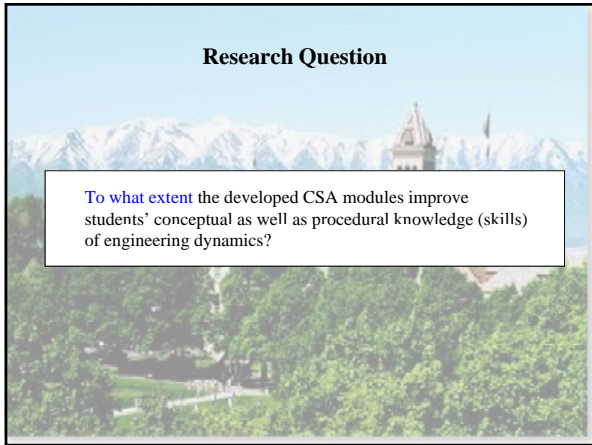 Research Question
To what extent the developed CSA modules improve
students’ conceptual as well as procedural knowledge (skills)
of engineering dynamics?